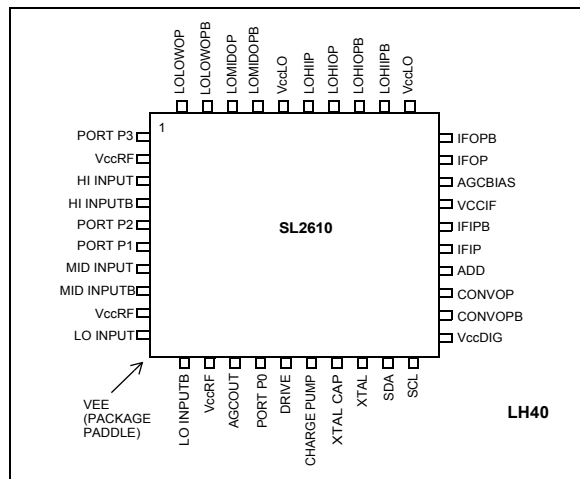 LOLOWOP
LOLOWOPB
LOMIDOP
LOMIDOPB
VccLO
LOHIIP
LOHIOP
LOHIOPB
LOHIIPB
VccLO
1
PORT P3
VccRF
HI INPUT
HI INPUTB
PORT P2
PORT P1
MID INPUT
MID INPUTB
VccRF
LO INPUT
SL2610
IFOPB
IFOP
AGCBIAS
VCCIF
IFIPB
IFIP
ADD
CONVOP
CONVOPB
VccDIG
VEE
(PACKAGE
PADDLE)
LO INPUTB
VccRF
AGCOUT
PORT P0
DRIVE
CHARGE PUMP
XTAL CAP
XTAL
SDA
SCL
LH40